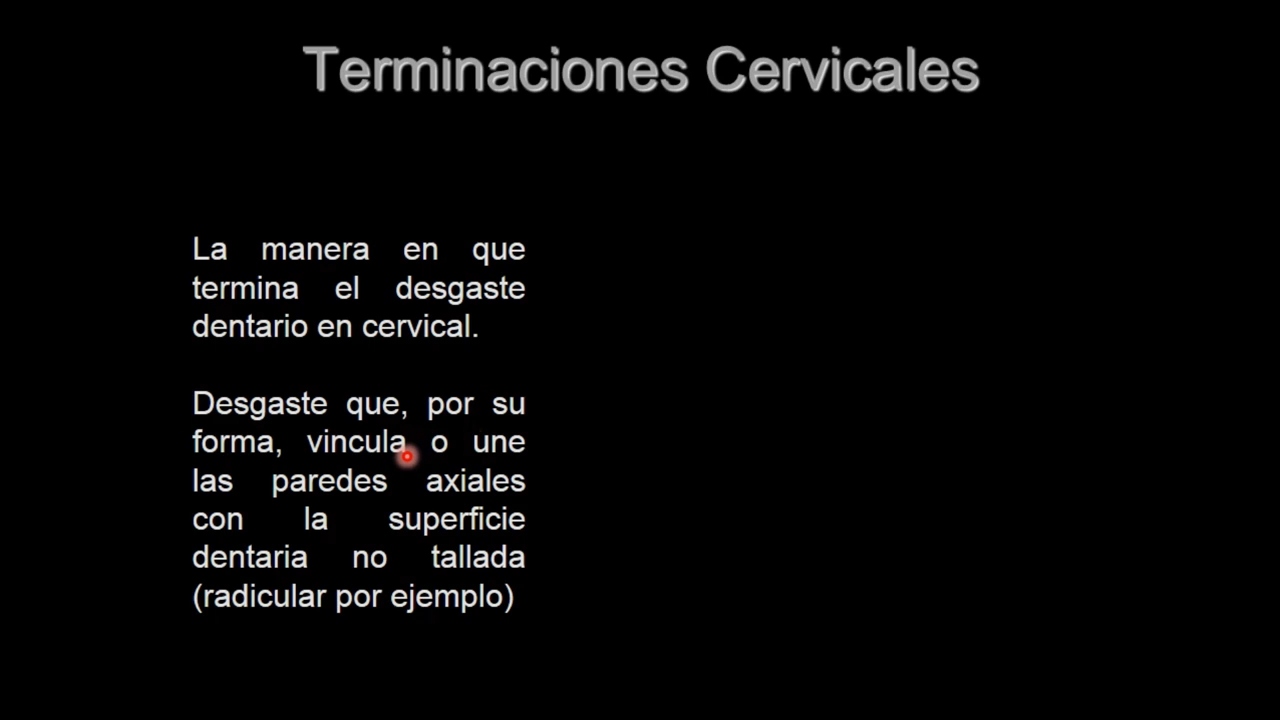 Terminaciones Cervicales
La manera en que
termina el desgaste
dentario en cervical.
Desgaste que, por su
forma, vincula o une
las paredes axiales
con la superficie
dentaria no tallada
(radicular por ejemplo)